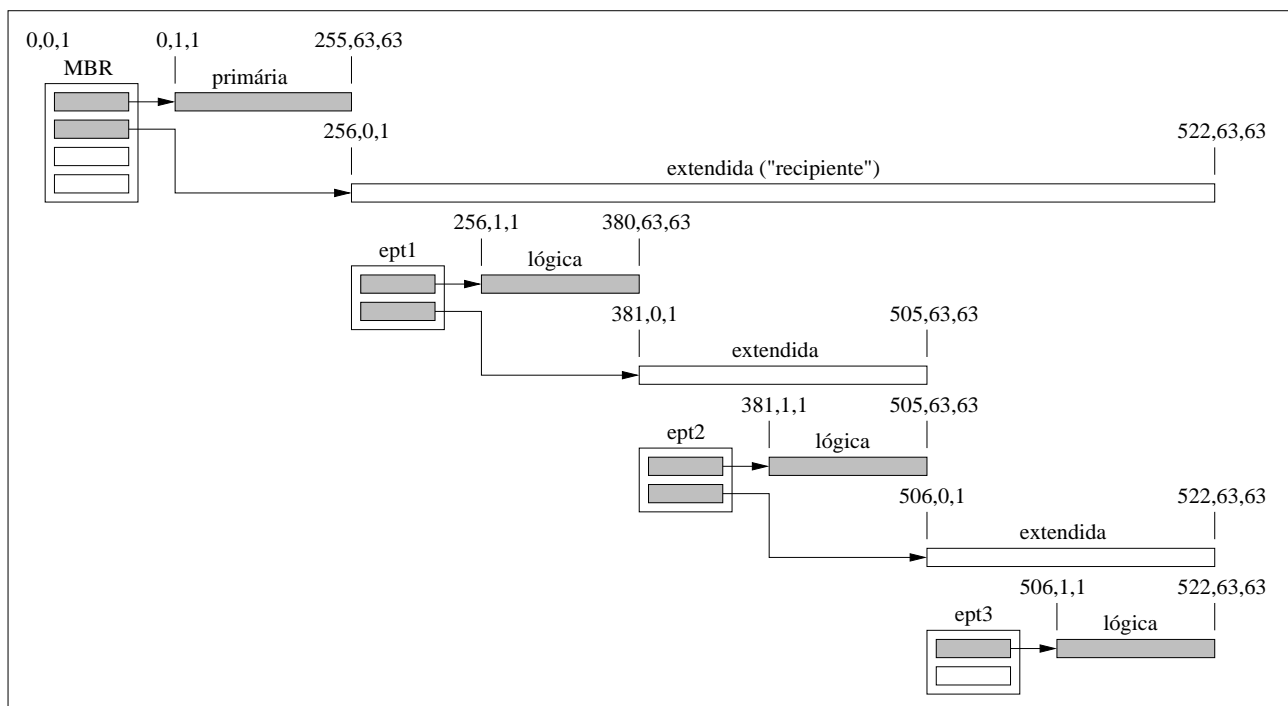 0,0,1 0,1,1 255,63,63
MBR primária
256,0,1 522,63,63
extendida ("recipiente")
256,1,1 380,63,63
ept1 lógica
381,0,1 505,63,63
extendida
381,1,1 505,63,63
ept2 lógica
506,0,1 522,63,63
extendida
506,1,1 522,63,63
ept3 lógica